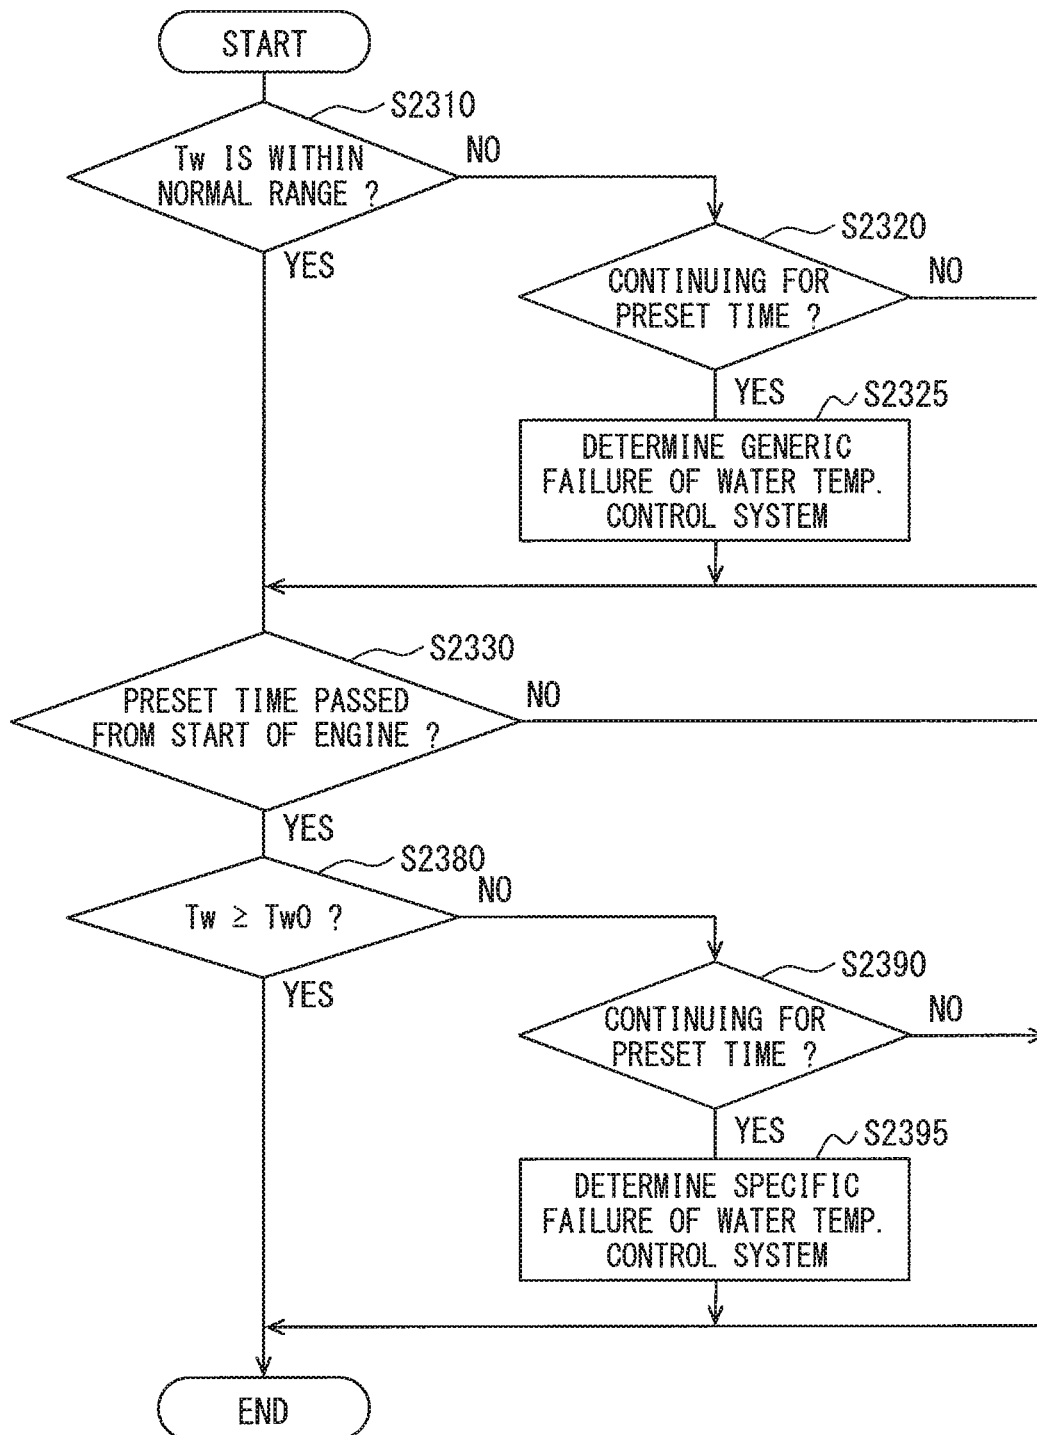 START
S2310
Tw IS WITHIN
NORMAL RANGE ?
NO
YES
S2320
CONTINUING FOR
PRESET TIME ?
NO
YES
S2325
DETERMINE GENERIC
FAILURE OF WATER TEMP.
CONTROL SYSTEM
S2330
PRESET TIME PASSED
FROM START OF ENGINE ?
NO
YES
S2380
Tw ≥ Tw0 ?
NO
YES
S2390
CONTINUING FOR
PRESET TIME ?
NO
YES
S2395
DETERMINE SPECIFIC
FAILURE OF WATER TEMP.
CONTROL SYSTEM
END